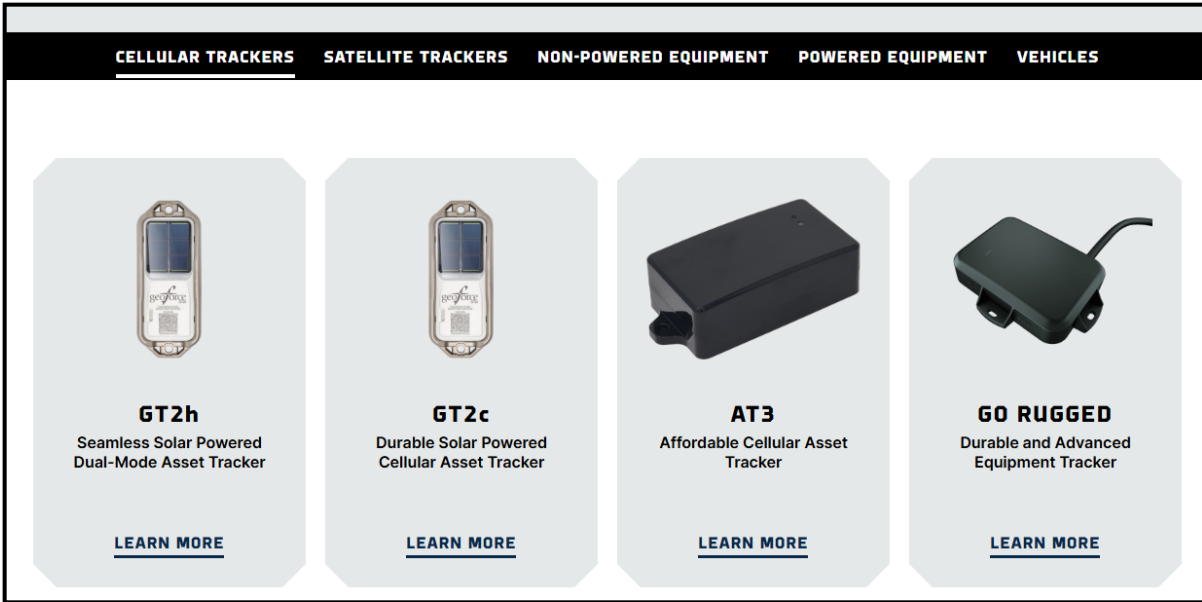 CELLULAR TRACKERS SATELLITE TRACKERS NON-POWERED EQUIPMENT POWERED EQUIPMENT VEHICLES
geoforce
GT2h
Seamless Solar Powered
Dual-Mode Asset Tracker
LEARN MORE
geoforce
GT2c
Durable Solar Powered
Cellular Asset Tracker
LEARN MORE
AT3
Affordable Cellular Asset
Tracker
LEARN MORE
GO RUGGED
Durable and Advanced
Equipment Tracker
LEARN MORE